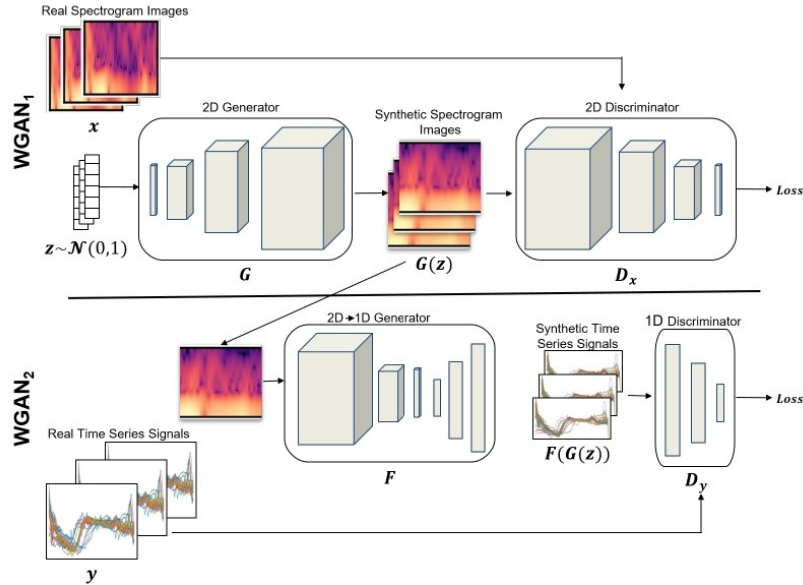 Real Spectrogram Images
WGAN1
x
2D Generator
Synthetic Spectrogram
Images
2D Discriminator
z~𝒩(0,1)
G
G(z)
Dx
Loss
WGAN2
2D→1D Generator
Synthetic Time
Series Signals
1D Discriminator
Real Time Series Signals
F
F(G(z))
Dy
Loss
y